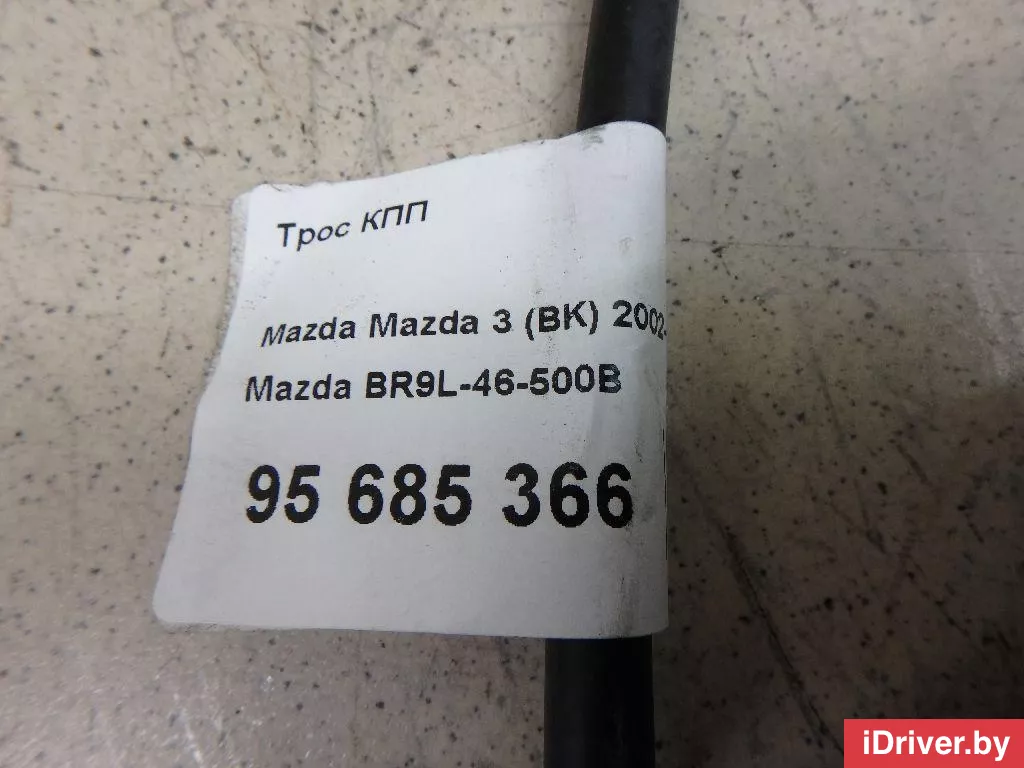 Трос КПП
Mazda Mazda 3 (BK) 2002-
Mazda BR9L-46-500B
95 685 366
iDriver.by